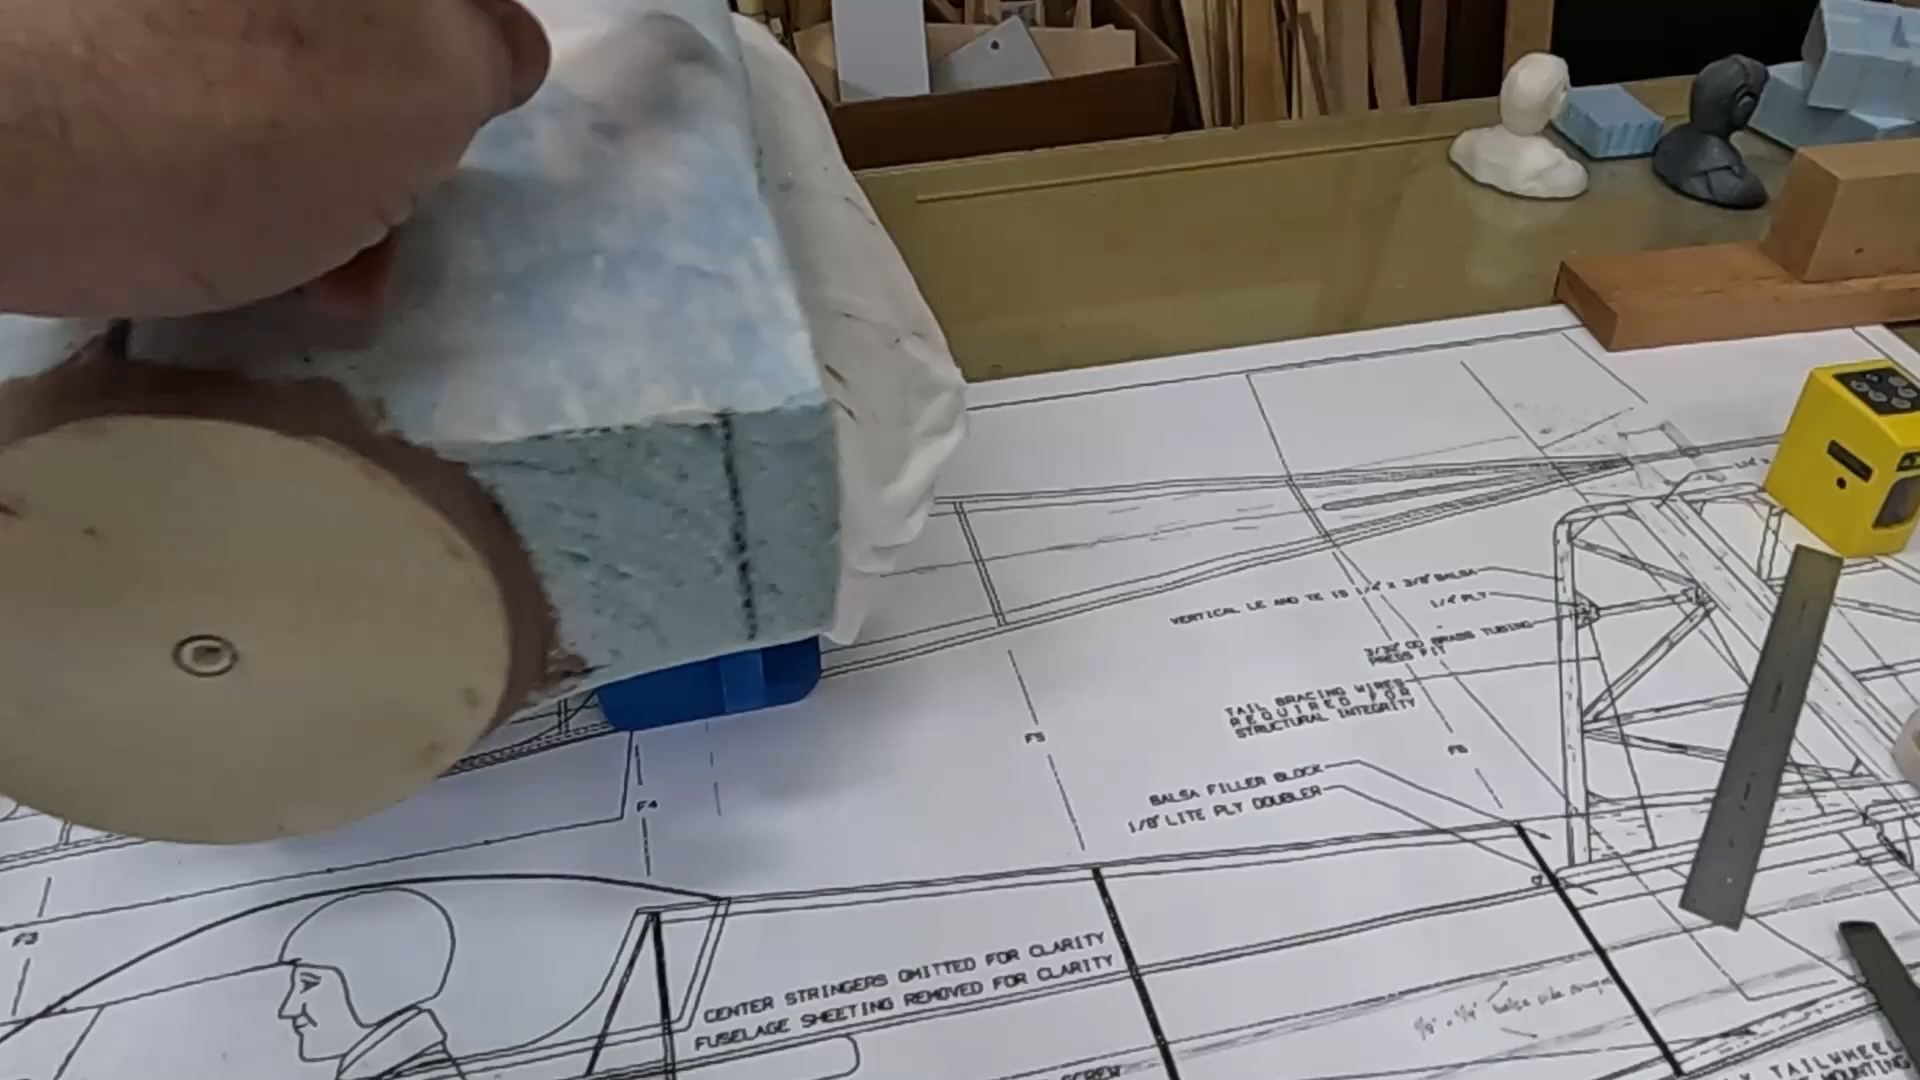 VERTICAL LE AND TE IS 1/4" X 3/8" BALSA
1/4" PLY
3/32" OD BRASS TUBING
PRESS FIT
TAIL BRACING WIRES
REQUIRED FOR
STRUCTURAL INTEGRITY
F5
F6
F4
BALSA FILLER BLOCK
1/8" LITE PLY DOUBLER
F3
CENTER STRINGERS OMITTED FOR CLARITY
FUSELAGE SHEETING REMOVED FOR CLARITY
SCREW
TAILWHEEL
MOUNTING